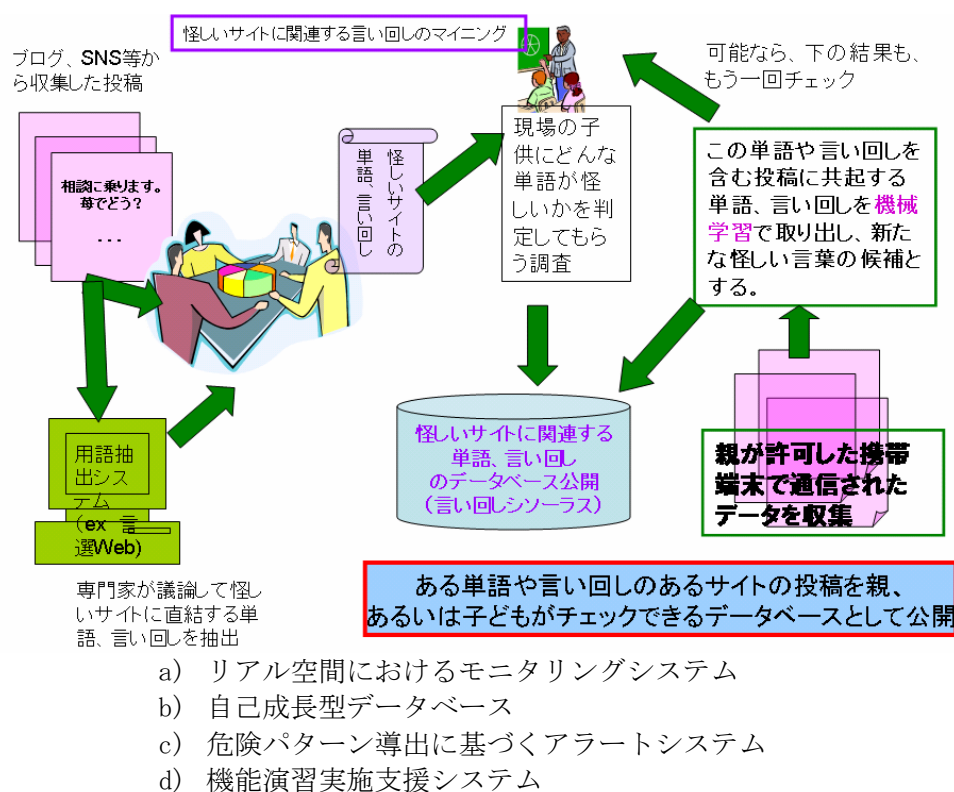 怪しいサイトに関連する言い回しのマイニング
ブログ、SNS等か
ら収集した投稿
相談に乗ります。
苺でどう?
...
怪しいサイトの
単語、言い回し
現場の子
供にどんな
単語が怪
しいかを判
定してもら
う調査
可能なら、下の結果も、
もう一回チェック
この単語や言い回しを
含む投稿に共起する
単語、言い回しを機械
学習で取り出し、新た
な怪しい言葉の候補と
する。
用語抽
出シス
テム
(ex 言
選Web)
怪しいサイトに関連する
単語、言い回し
のデータベース公開
(言い回しシソーラス)
親が許可した携帯
端末で通信された
データを収集
専門家が議論して怪し
いサイトに直結する単
語、言い回しを抽出
ある単語や言い回しのあるサイトの投稿を親、
あるいは子どもがチェックできるデータベースとして公開
a) リアル空間におけるモニタリングシステム
b) 自己成長型データベース
c) 危険パターン導出に基づくアラートシステム
d) 機能演習実施支援システム